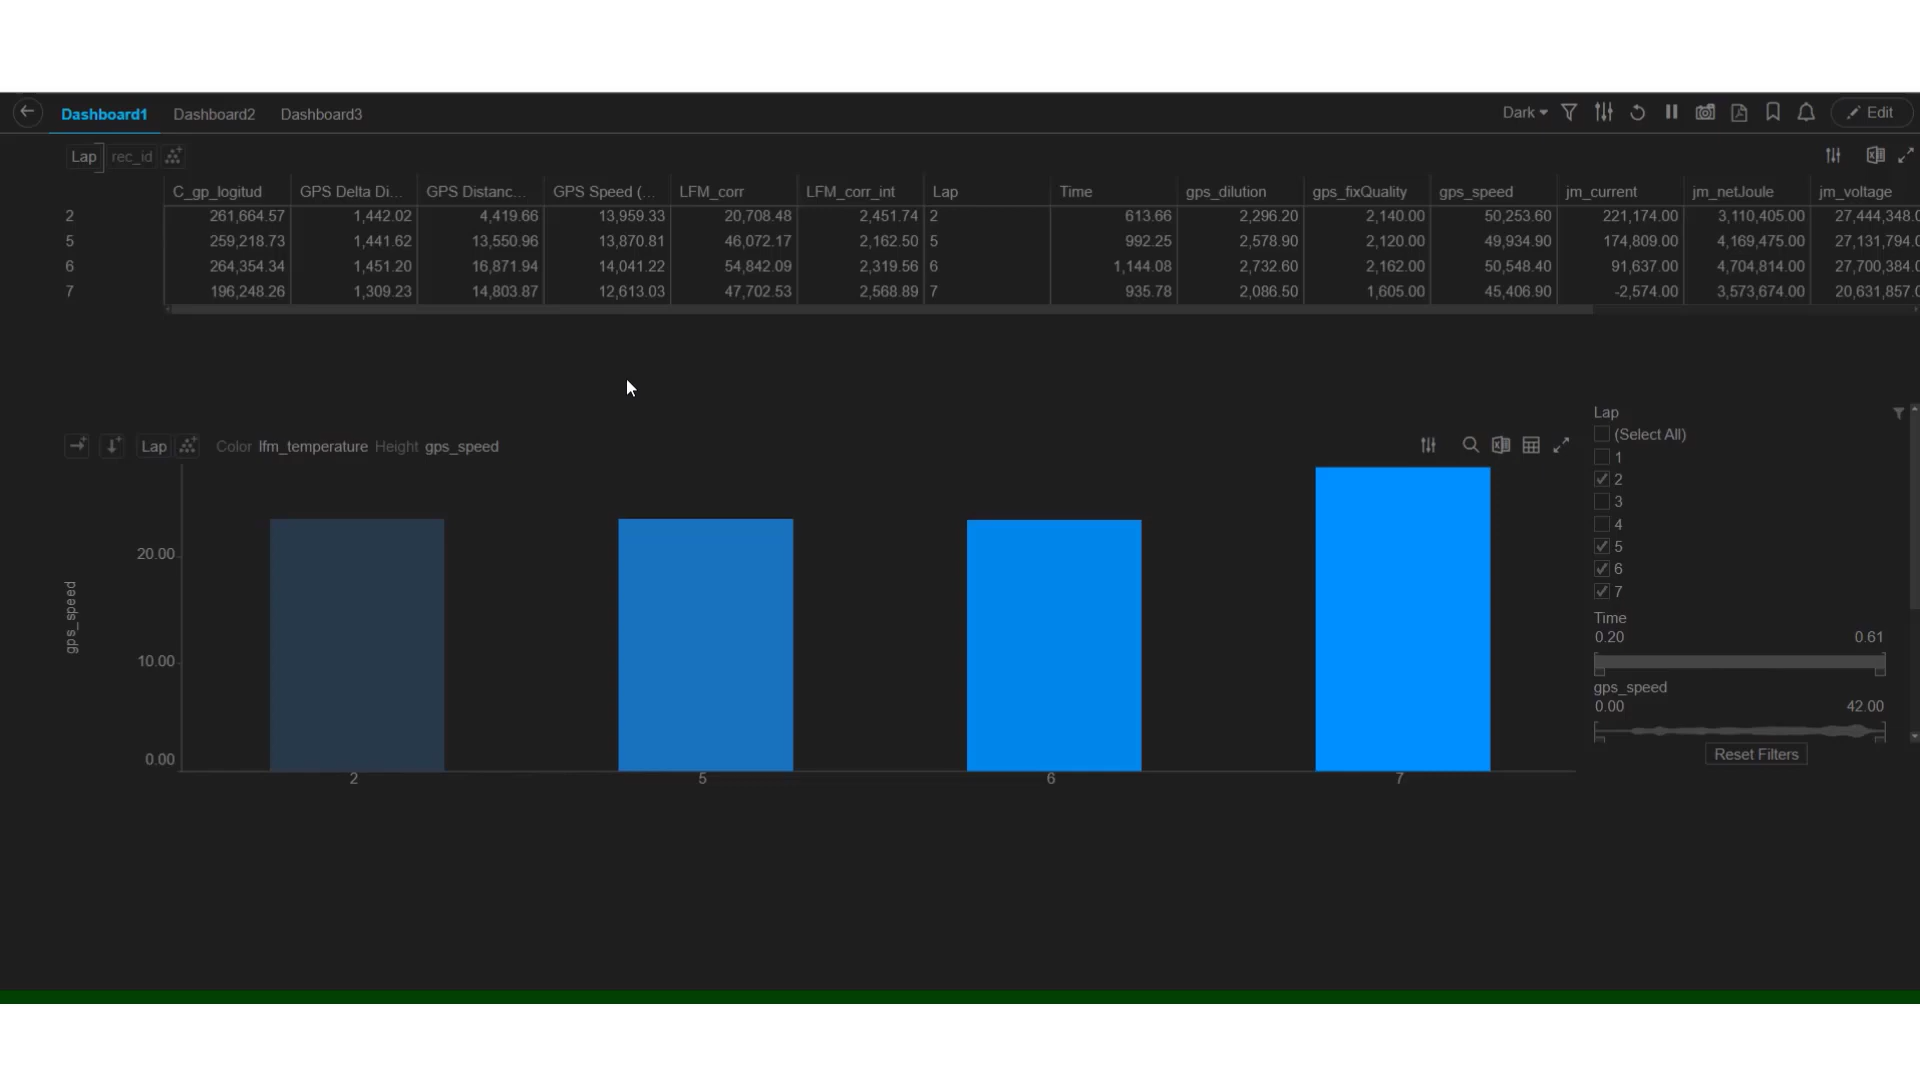 Dashboard1 Dashboard2 Dashboard3 Dark Edit
Lap rec_id
C_gp_logitud GPS Delta Di... GPS Distanc... GPS Speed (... LFM_corr LFM_corr_int Lap Time gps_dilution gps_fixQuality gps_speed jm_current jm_netJoule jm_voltage
2 261,664.57 1,442.02 4,419.66 13,959.33 20,708.48 2,451.74 2 613.66 2,296.20 2,140.00 50,253.60 221,174.00 3,110,405.00 27,444,348.0
5 259,218.73 1,441.62 13,550.96 13,870.81 46,072.17 2,162.50 5 992.25 2,578.90 2,120.00 49,934.90 174,809.00 4,169,475.00 27,131,794.0
6 264,354.34 1,451.20 16,871.94 14,041.22 54,842.09 2,319.56 6 1,144.08 2,732.60 2,162.00 50,548.40 91,637.00 4,704,814.00 27,700,384.0
7 196,248.26 1,309.23 14,803.87 12,613.03 47,702.53 2,568.89 7 935.78 2,086.50 1,605.00 45,406.90 -2,574.00 3,573,674.00 20,631,857.0
Lap Color lfm_temperature Height gps_speed
gps_speed
20.00
10.00
0.00
2 5 6 7
Lap
(Select All)
1
2
3
4
5
6
7
Time
0.20 0.61
gps_speed
0.00 42.00
Reset Filters